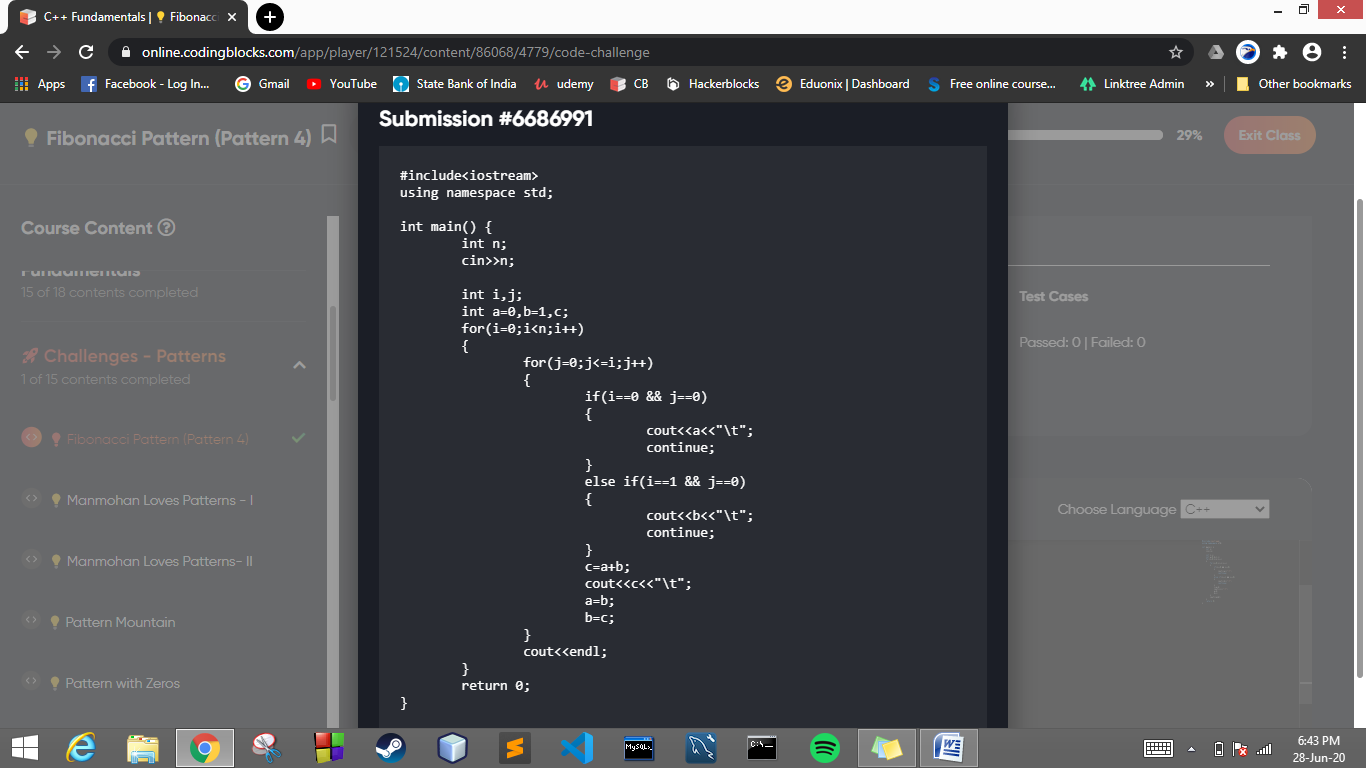 C++ Fundamentals | 💡 Fibonacc
online.codingblocks.com/app/player/121524/content/86068/4779/code-challenge
Apps
Facebook - Log In...
Gmail
YouTube
State Bank of India
udemy
CB
Hackerblocks
Eduonix | Dashboard
Free online course...
Linktree Admin
»
Other bookmarks
Fibonacci Pattern (Pattern 4)
29%
Exit Class
Course Content
Fundamentals
15 of 18 contents completed
Challenges - Patterns
1 of 15 contents completed
Fibonacci Pattern (Pattern 4)
Manmohan Loves Patterns - I
Manmohan Loves Patterns- II
Pattern Mountain
Pattern with Zeros
Submission #6686991
#include<iostream>
using namespace std;
int main() {
int n;
cin>>n;
int i,j;
int a=0,b=1,c;
for(i=0;i<n;i++)
{
for(j=0;j<=i;j++)
{
if(i==0 && j==0)
{
cout<<a<<"\t";
continue;
}
else if(i==1 && j==0)
{
cout<<b<<"\t";
continue;
}
c=a+b;
cout<<c<<"\t";
a=b;
b=c;
}
cout<<endl;
}
return 0;
}
Test Cases
Passed: 0 | Failed: 0
Choose Language C++
MySQL
C:\
6:43 PM
28-Jun-20